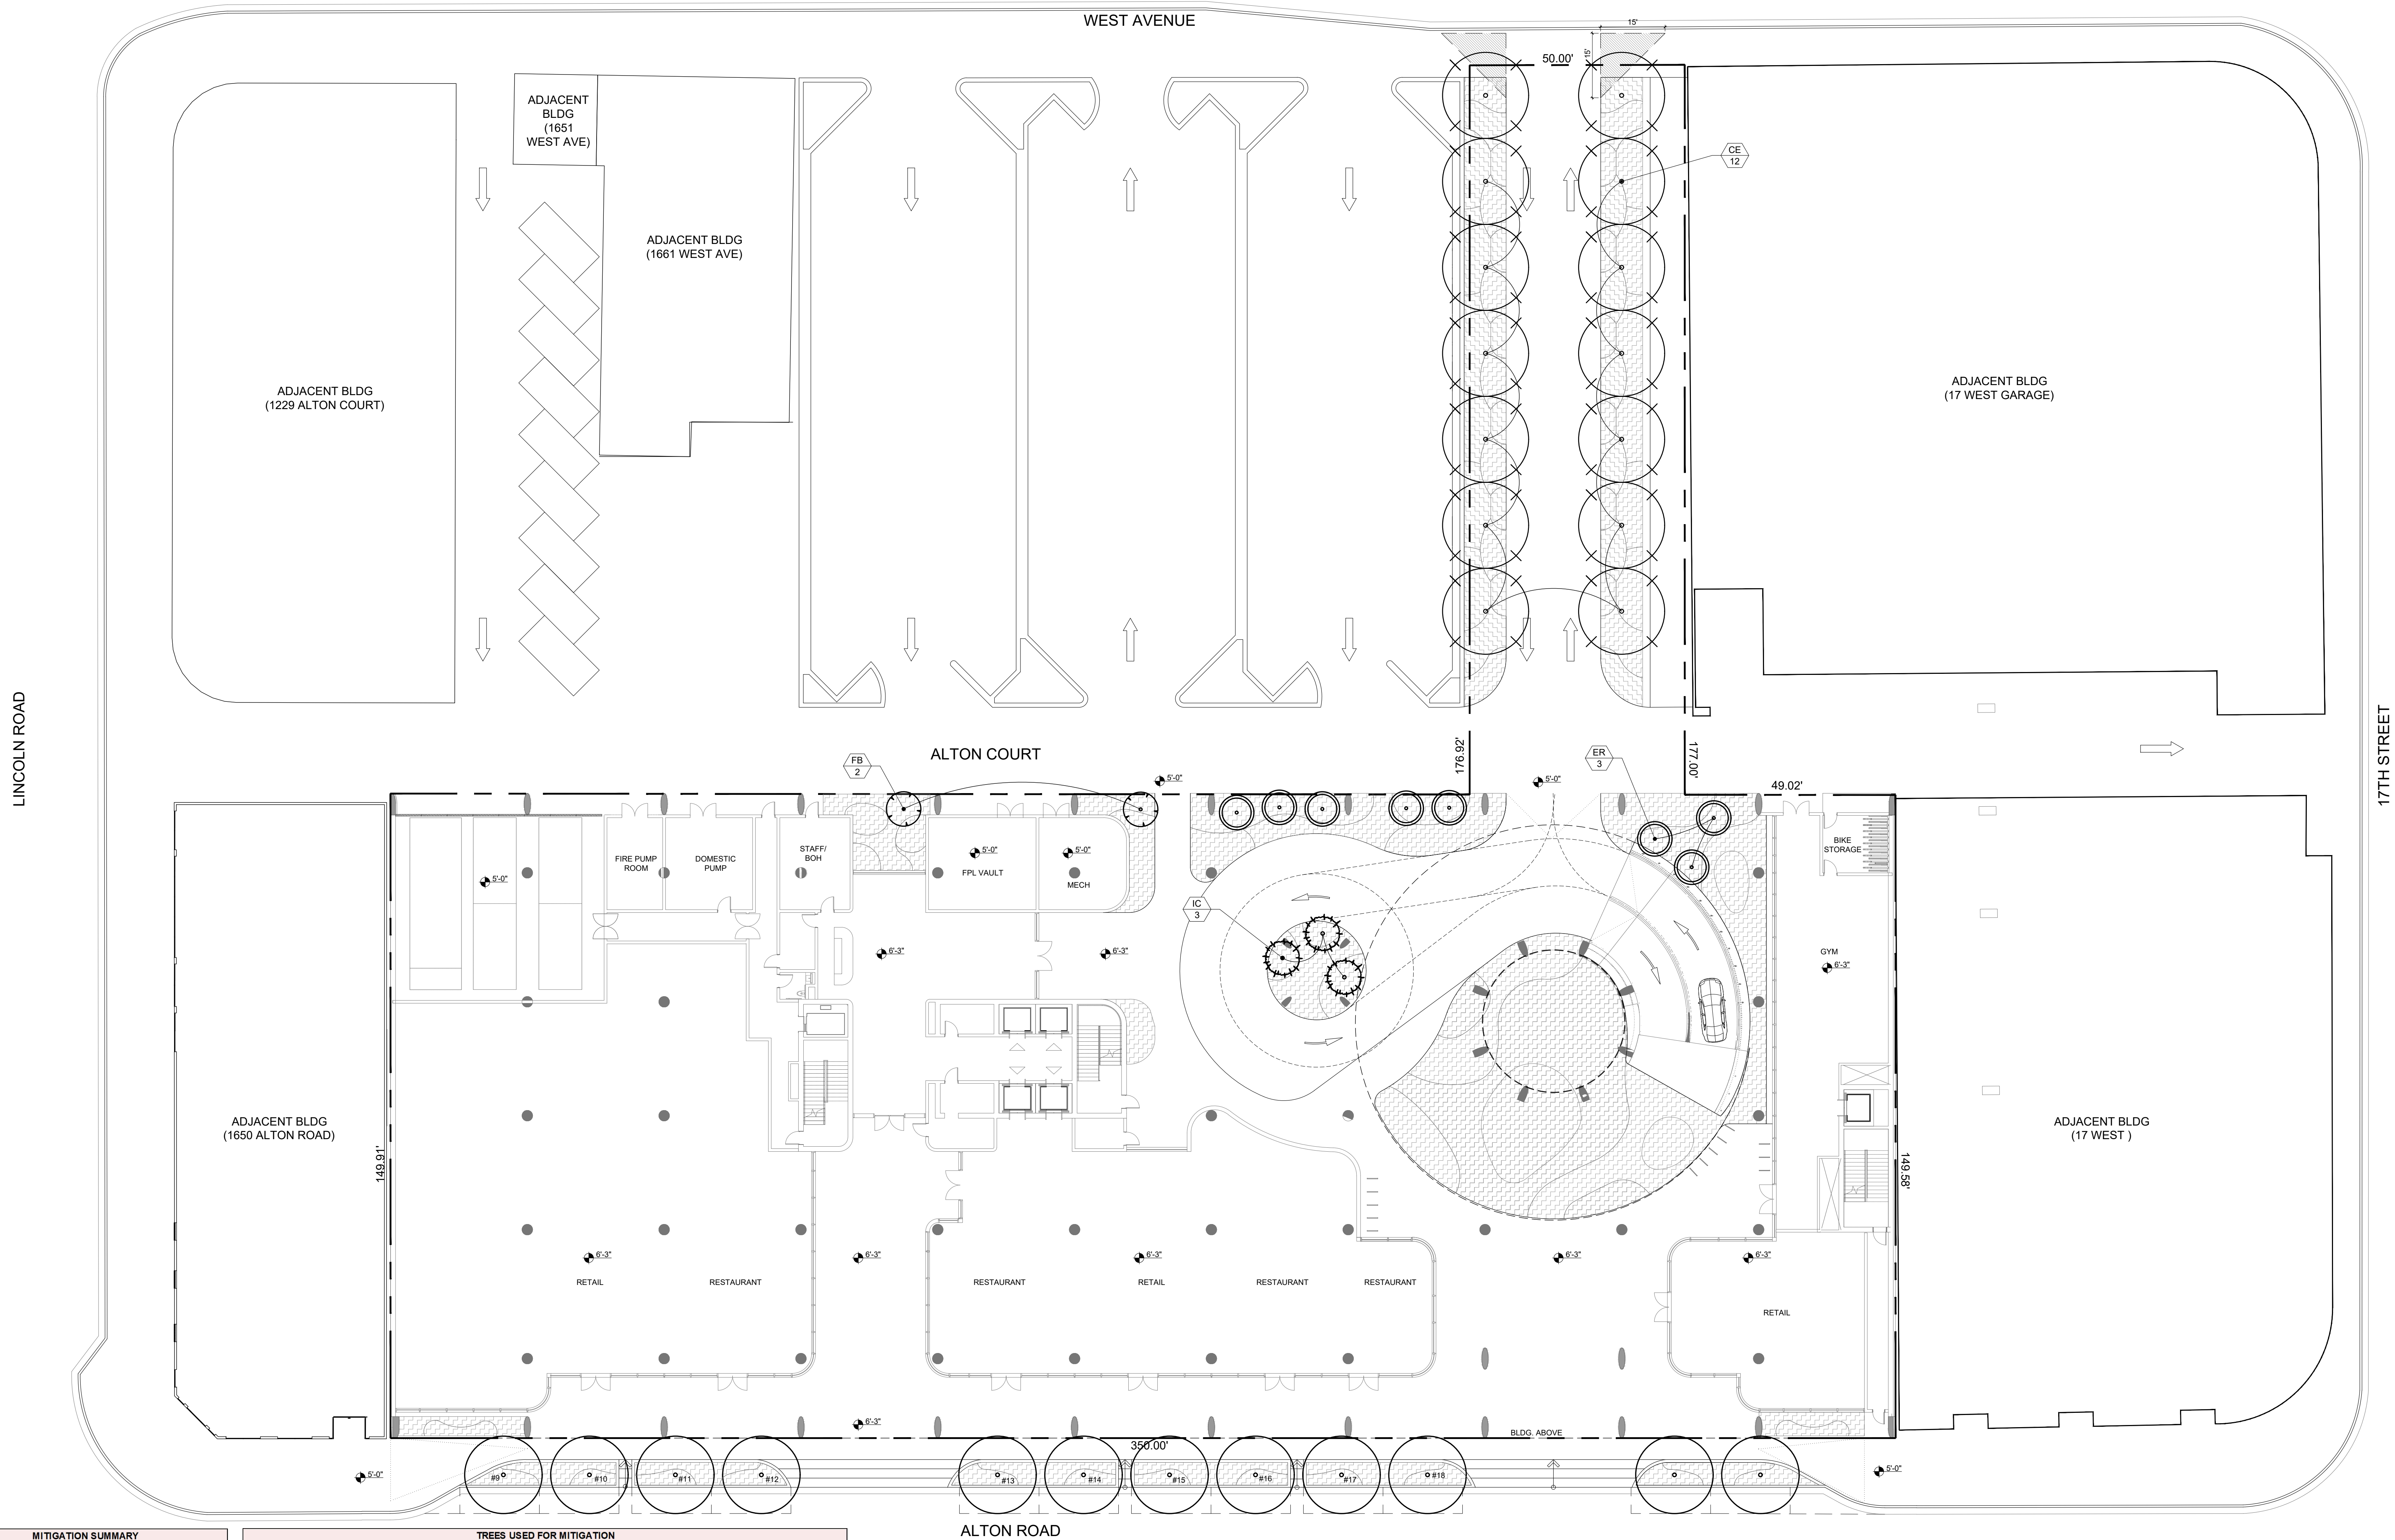 WEST AVENUE
15'
15'
50.00'
ADJACENT
BLDG
(1651
WEST AVE)
CE
12
ADJACENT BLDG
(1661 WEST AVE)
ADJACENT BLDG
(1229 ALTON COURT)
ADJACENT BLDG
(17 WEST GARAGE)
LINCOLN ROAD
17TH STREET
ALTON COURT
176.92'
177.00'
FB
2
ER
3
5'-0"
5'-0"
49.02'
FIRE PUMP
ROOM
DOMESTIC
PUMP
STAFF/
BOH
5'-0"
5'-0"
5'-0"
FPL VAULT
MECH
BIKE
STORAGE
IC
3
6'-3"
6'-3"
GYM
6'-3"
ADJACENT BLDG
(1650 ALTON ROAD)
149.91'
149.58'
ADJACENT BLDG
(17 WEST )
6'-3"
6'-3"
6'-3"
6'-3"
6'-3"
RETAIL
RESTAURANT
RESTAURANT
RETAIL
RESTAURANT
RESTAURANT
RETAIL
6'-3"
BLDG. ABOVE
350.00'
5'-0"
#9
#10
#11
#12
#13
#14
#15
#16
#17
#18
5'-0"
ALTON ROAD
MITIGATION SUMMARY
TREES USED FOR MITIGATION